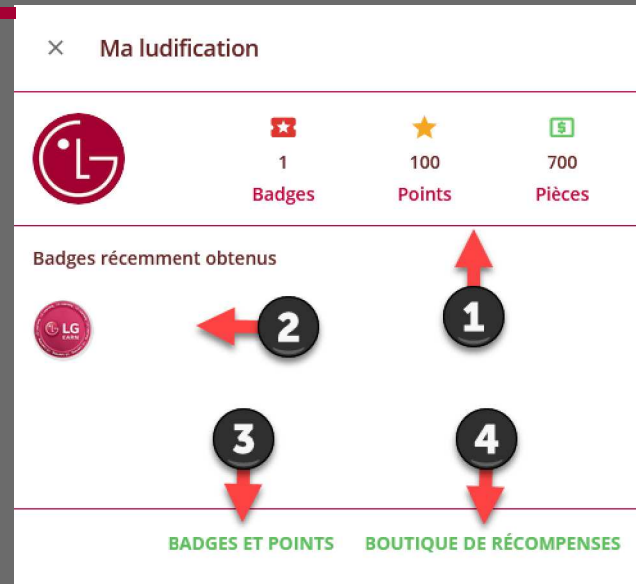 × Ma ludification
1
100
700
Badges
Points
Pièces
1
Badges récemment obtenus
LG
EARN
2
3
4
BADGES ET POINTS
BOUTIQUE DE RÉCOMPENSES